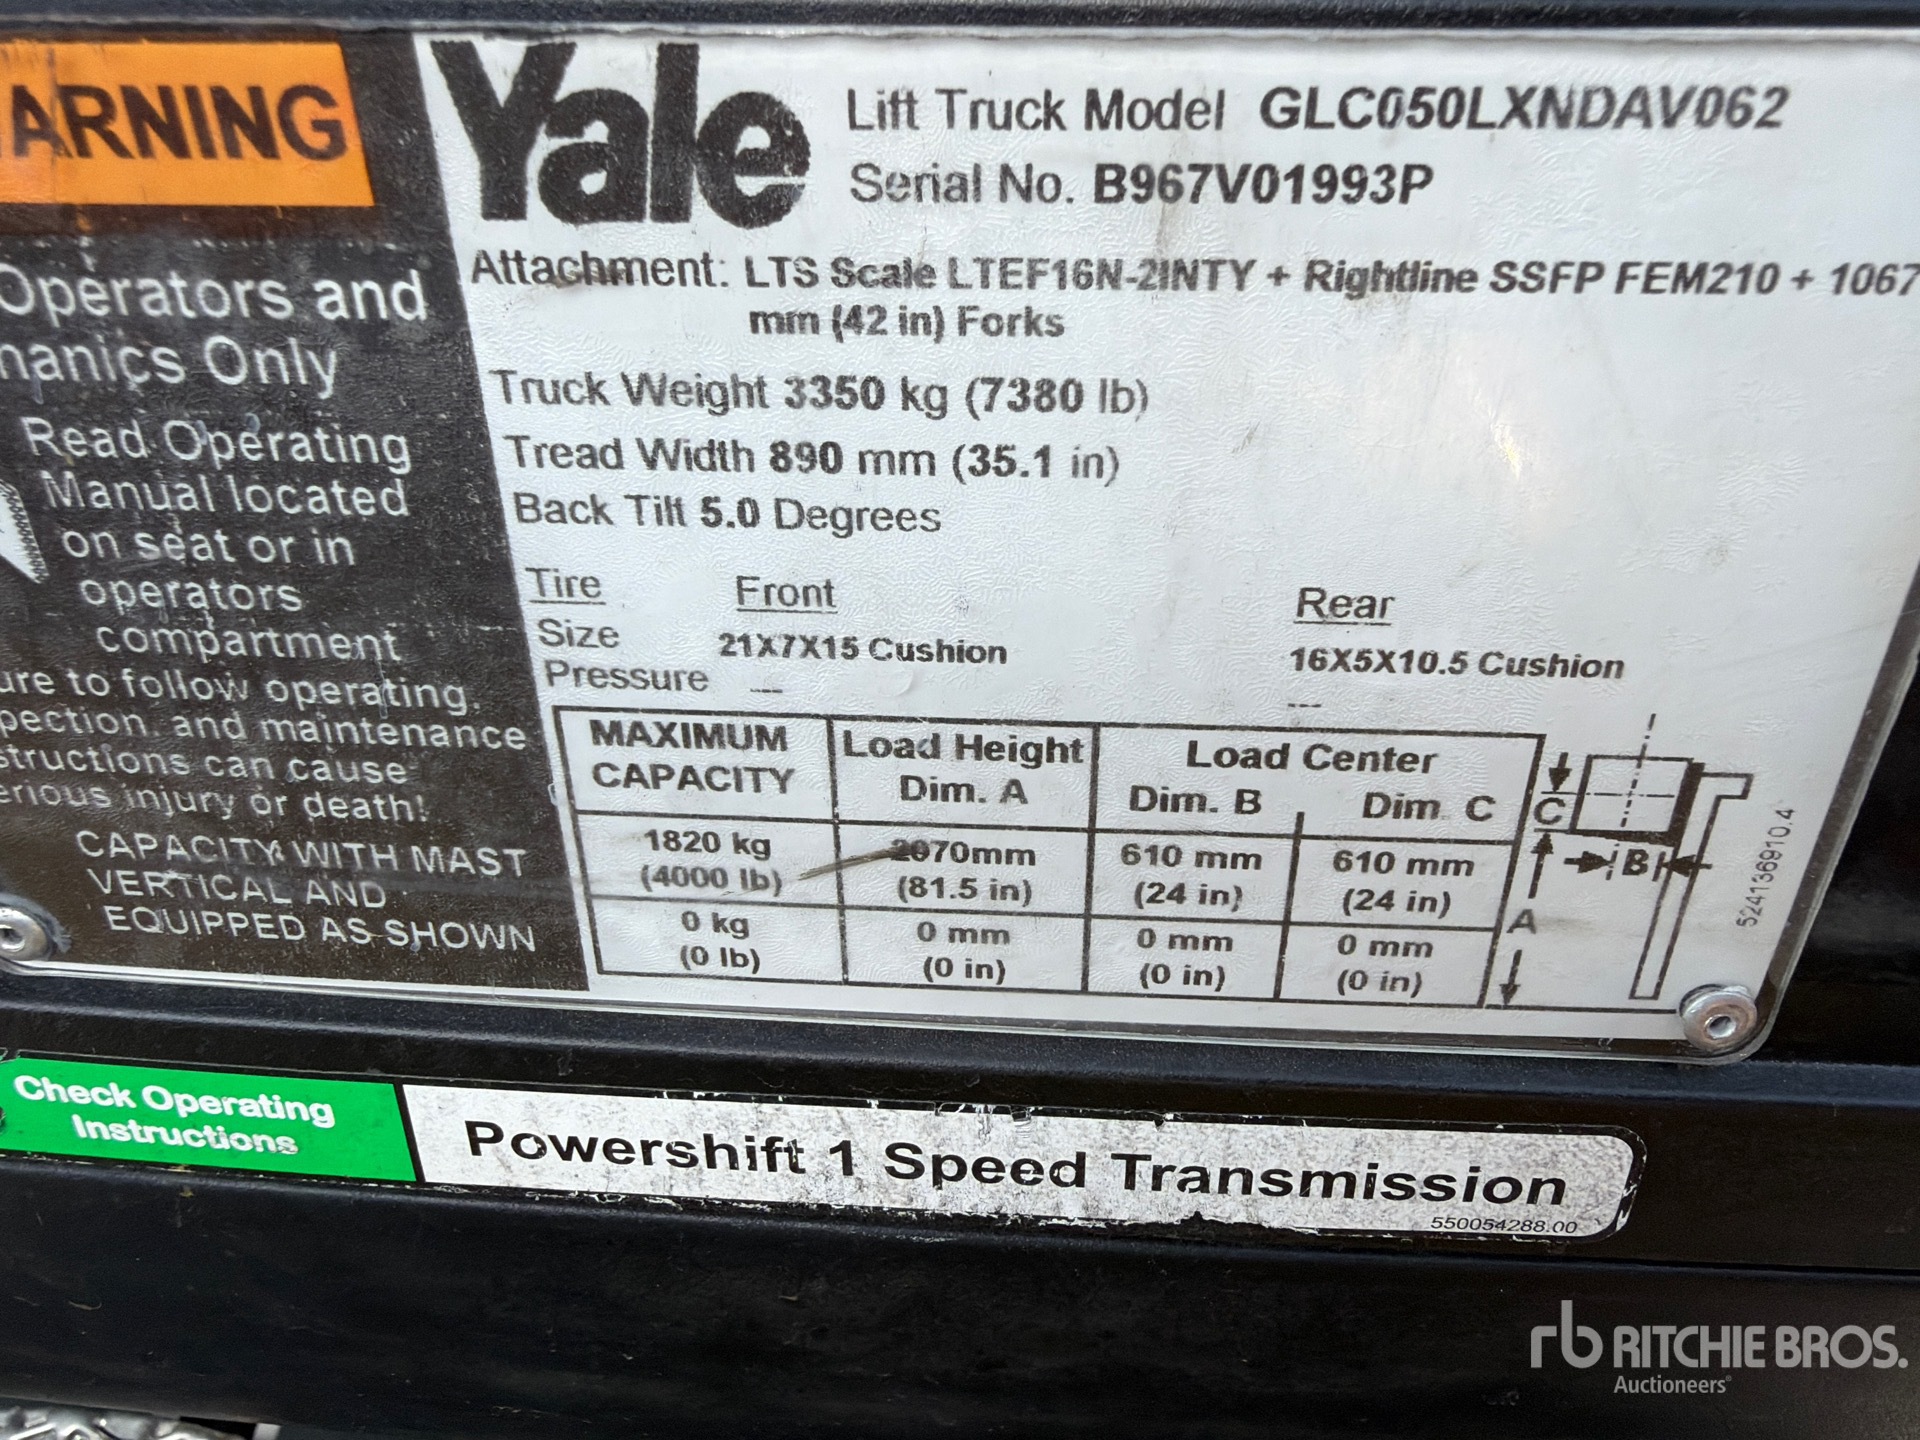 ARNING
Operators and
hanics Only
Read Operating
Manual located
on seat or in
operators
compartment
ure to follow operating,
pection, and maintenance
structions can cause
erious injury or death!
CAPACITY WITH MAST
VERTICAL AND
EQUIPPED AS SHOWN
Yale
Lift Truck Model GLC050LXNDAV062
Serial No. B967V01993P
Attachment: LTS Scale LTEF16N-2INTY + Rightline SSFP FEM210 + 1067
mm (42 in) Forks
Truck Weight 3350 kg (7380 lb)
Tread Width 890 mm (35.1 in)
Back Tilt 5.0 Degrees
Tire Front Rear
Size 21X7X15 Cushion 16X5X10.5 Cushion
Pressure --- ---
MAXIMUM CAPACITY Load Height Dim. A Load Center Dim. B Dim. C
1820 kg 2070mm 610 mm 610 mm
(4000 lb) (81.5 in) (24 in) (24 in)
0 kg 0 mm 0 mm 0 mm
(0 lb) (0 in) (0 in) (0 in)
C
B
A
524136910.4
Check Operating
Instructions
Powershift 1 Speed Transmission
550054288.00
rb RITCHIE BROS.
Auctioneers